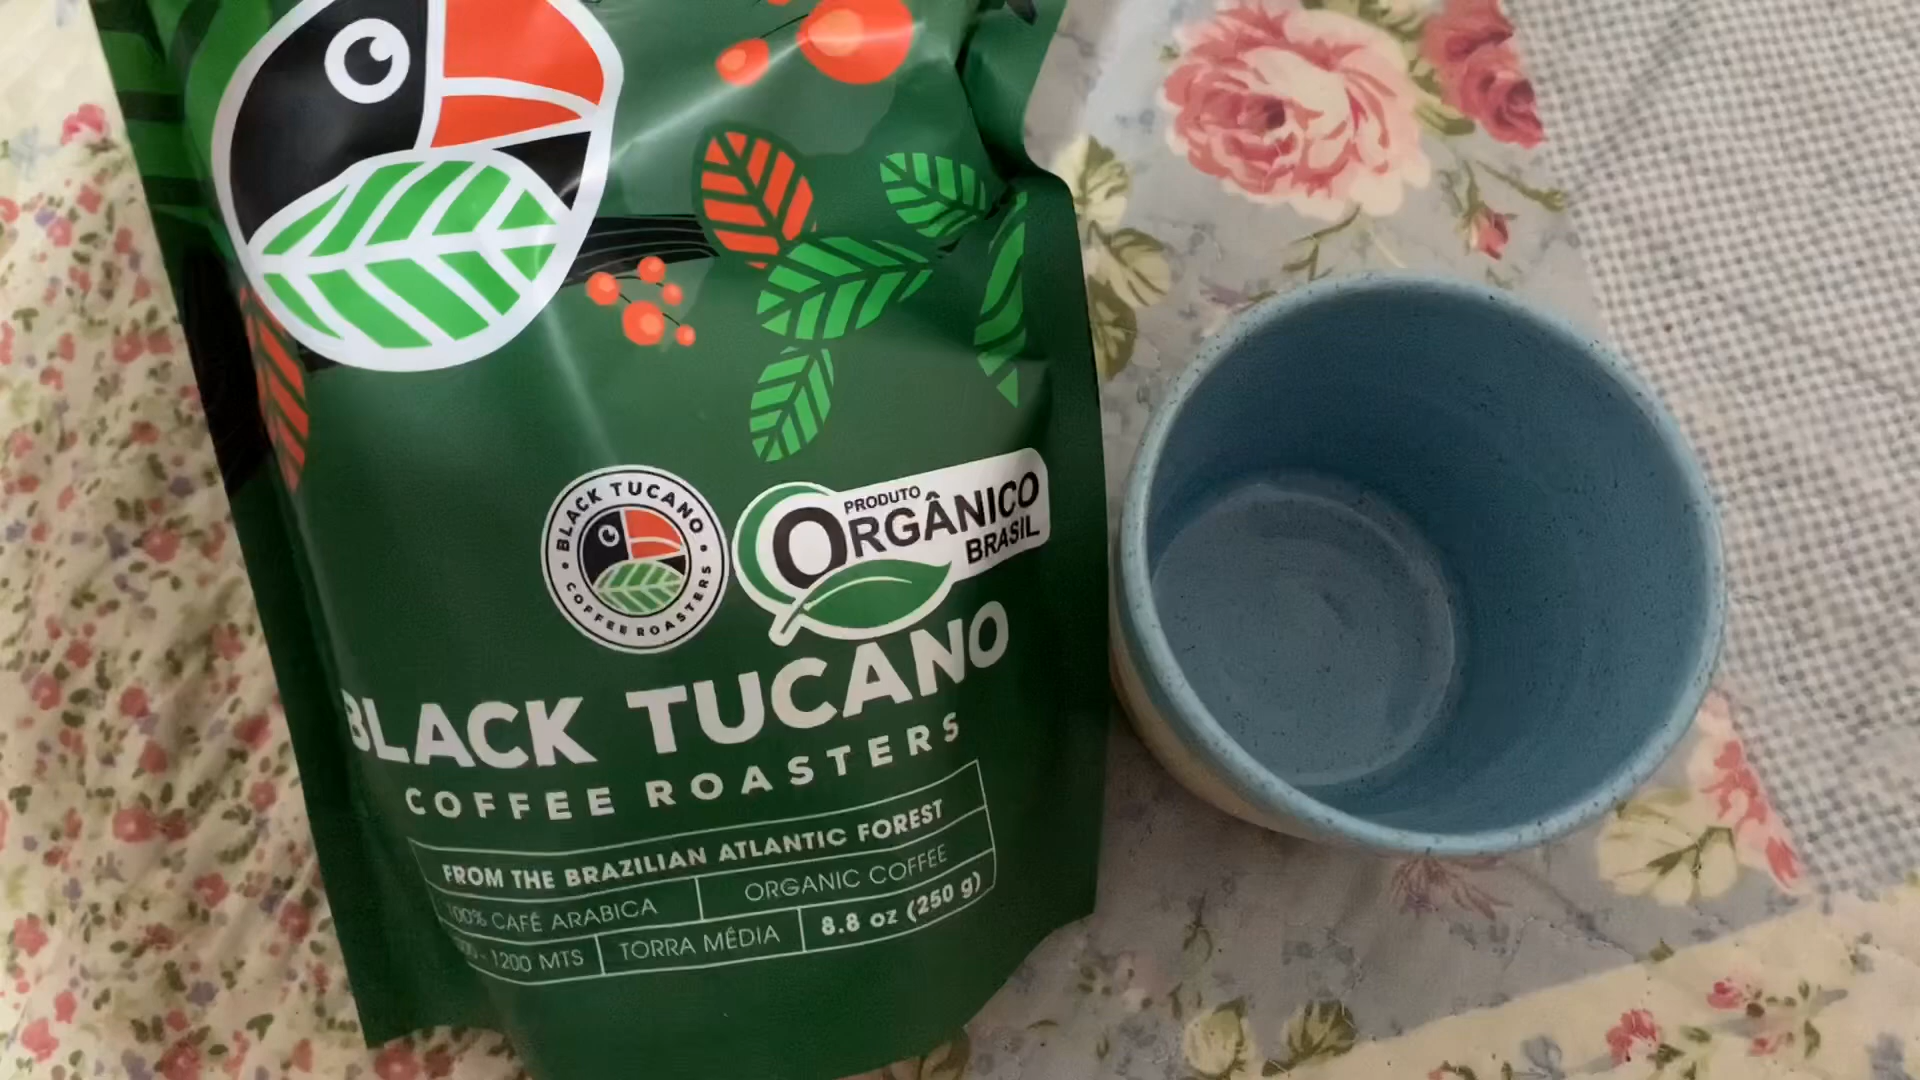 BLACK TUCANO
COFFEE ROASTERS
PRODUTO
ORGÂNICO
BRASIL
BLACK TUCANO
COFFEE ROASTERS
FROM THE BRAZILIAN ATLANTIC FOREST
100% CAFÉ ARABICA
ORGANIC COFFEE
- 1200 MTS
TORRA MÉDIA
8.8 oz (250 g)